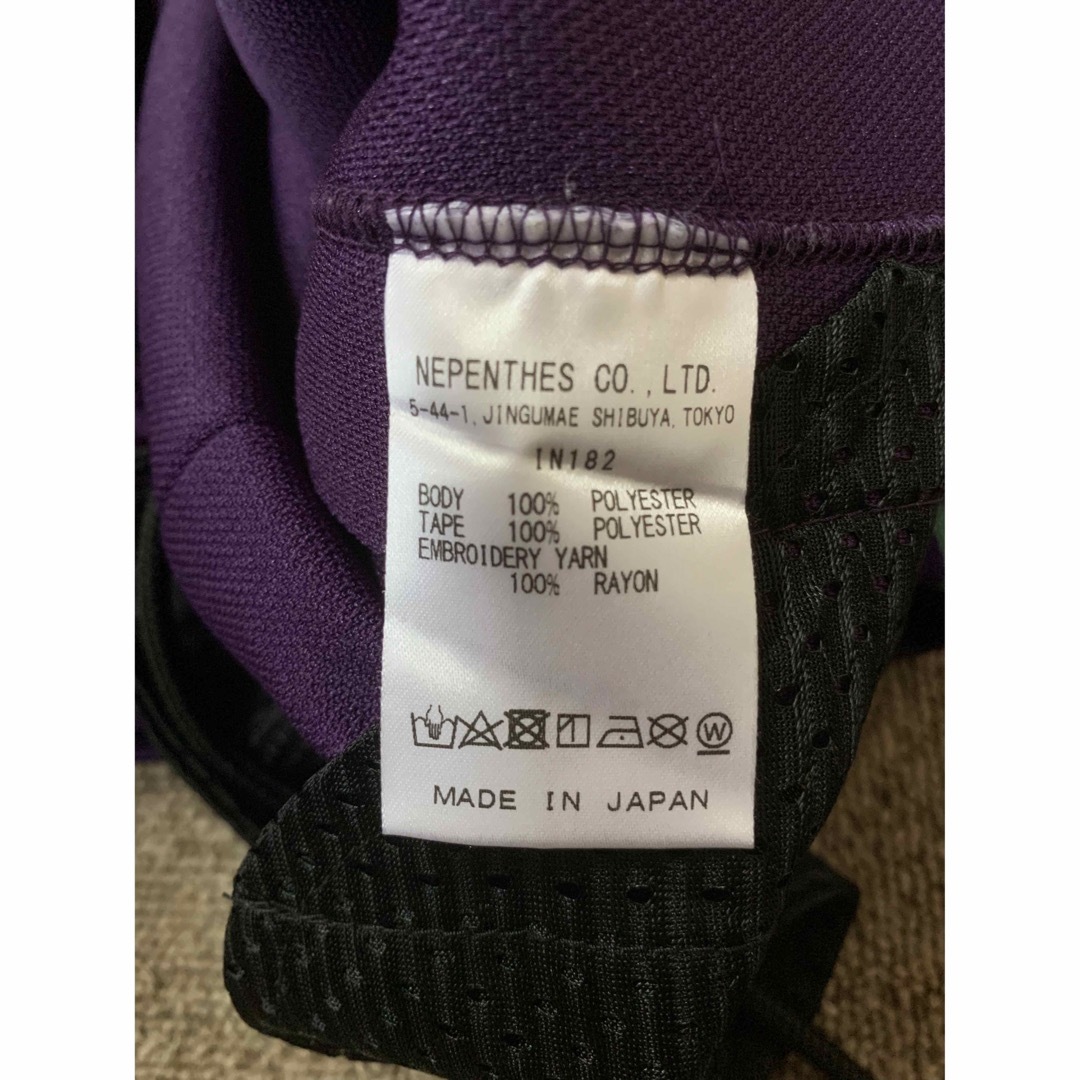 NEPENTHES CO.,LTD.
5-44-1, JINGUMAE SHIBUYA, TOKYO
IN182
BODY 100% POLYESTER
TAPE 100% POLYESTER
EMBROIDERY YARN
100% RAYON
W
MADE IN JAPAN